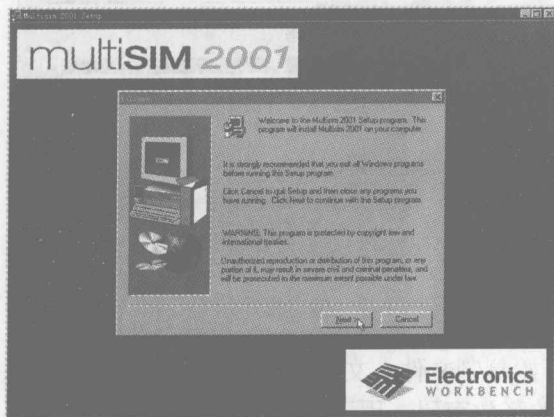 Multisim 2001 Setup
multiSIM 2001
Welcome
Welcome to the Multisim 2001 Setup program. This
program will install Multisim 2001 on your computer.
It is strongly recommended that you exit all Windows programs
before running this Setup program.
Click Cancel to quit Setup and then close any programs you
have running. Click Next to continue with the Setup program.
WARNING: This program is protected by copyright law and
international treaties.
Unauthorized reproduction or distribution of this program, or any
portion of it, may result in severe civil and criminal penalties, and
will be prosecuted to the maximum extent possible under law.
Next >
Cancel
Electronics
WORKBENCH